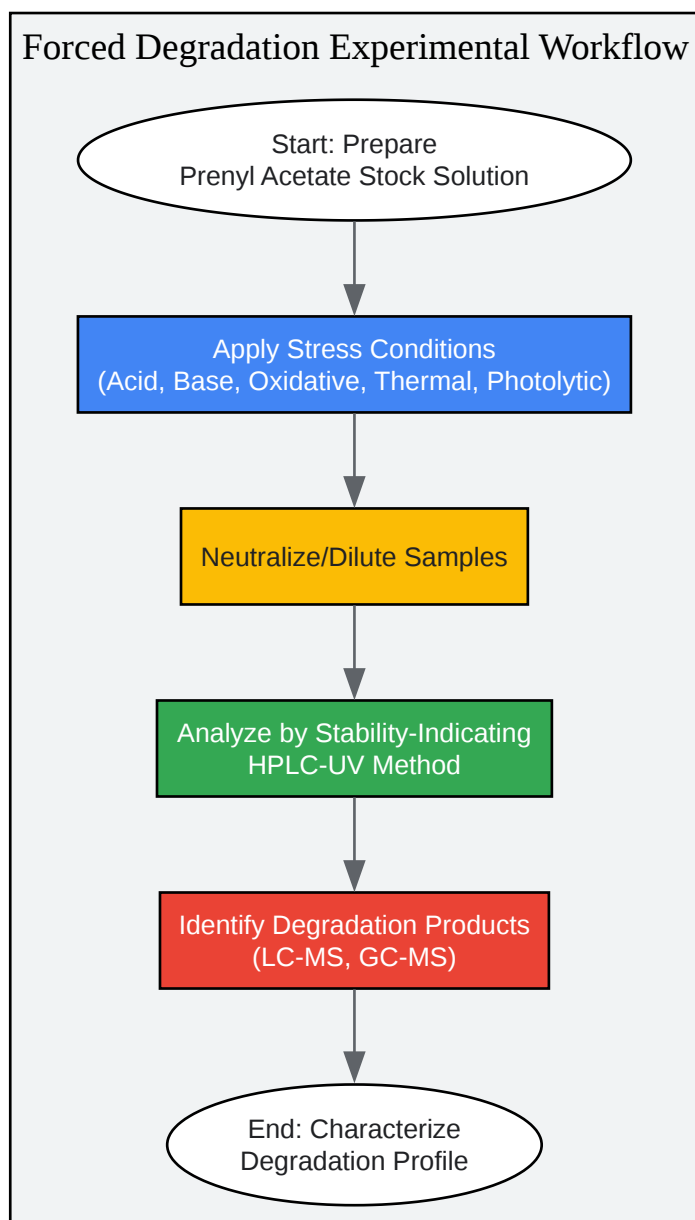 Forced Degradation Experimental Workflow
Start: Prepare
Prenyl Acetate Stock Solution
Apply Stress Conditions
(Acid, Base, Oxidative, Thermal, Photolytic)
Neutralize/Dilute Samples
Analyze by Stability-Indicating
HPLC-UV Method
Identify Degradation Products
(LC-MS, GC-MS)
End: Characterize
Degradation Profile